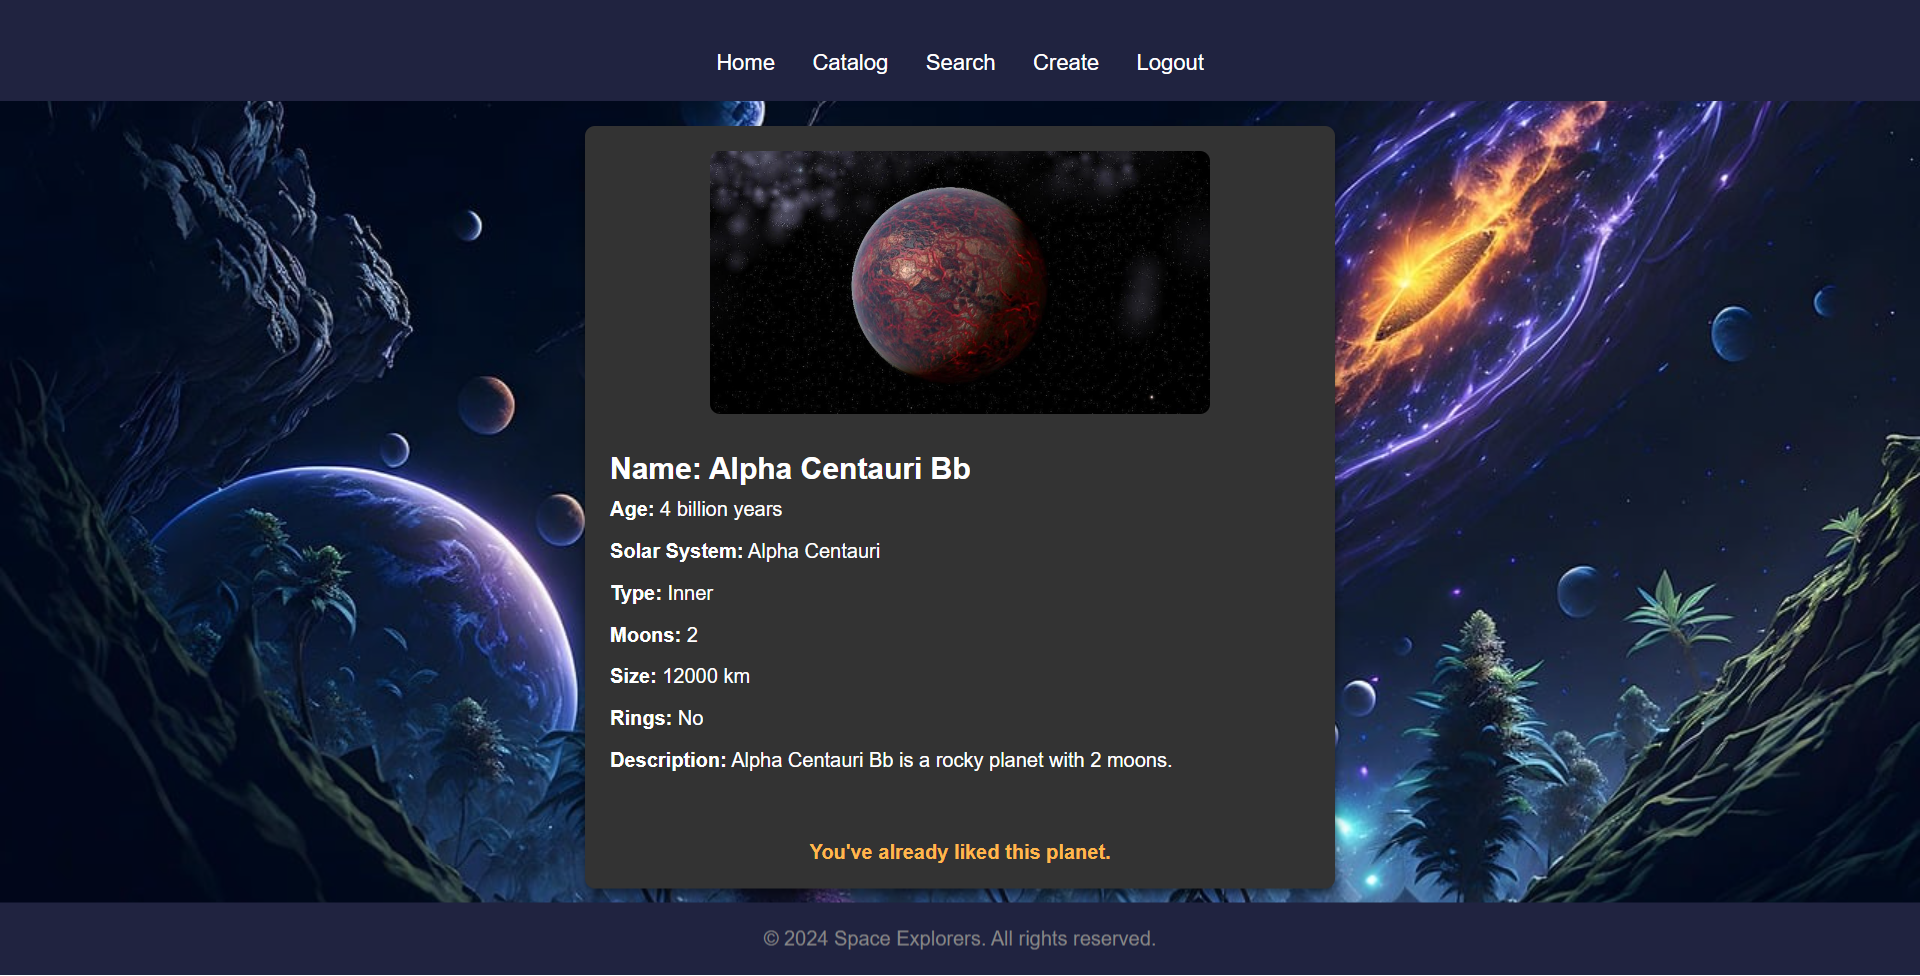 Home Catalog Search Create Logout
Name: Alpha Centauri Bb
Age: 4 billion years
Solar System: Alpha Centauri
Type: Inner
Moons: 2
Size: 12000 km
Rings: No
Description: Alpha Centauri Bb is a rocky planet with 2 moons.
You've already liked this planet.
© 2024 Space Explorers. All rights reserved.